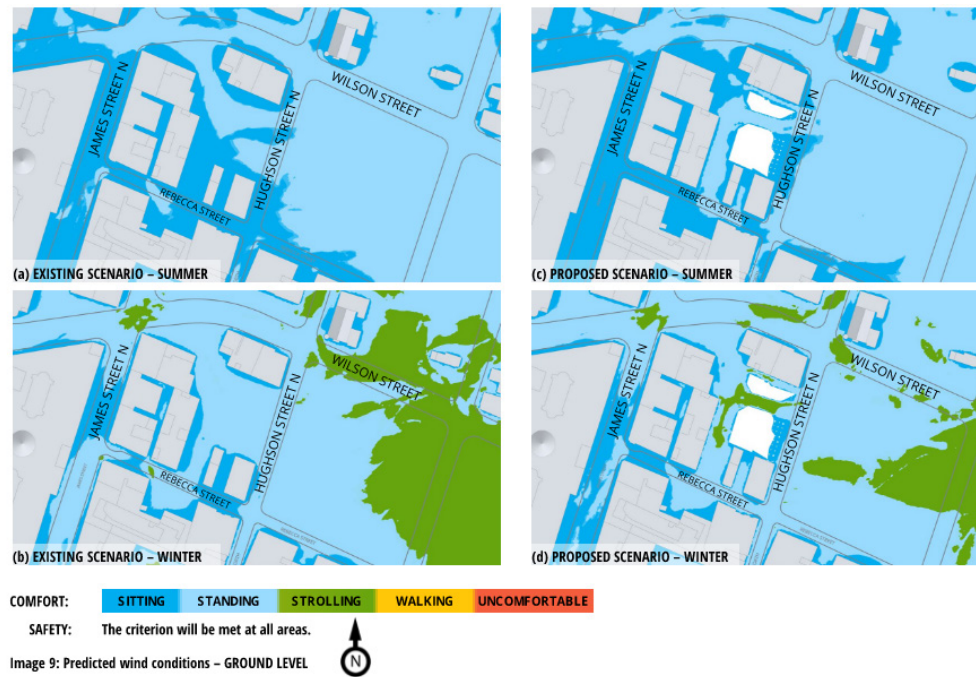 JAMES STREET N
HUGHSON STREET N
WILSON STREET
REBECCA STREET
(a) EXISTING SCENARIO – SUMMER
JAMES STREET N
HUGHSON STREET N
WILSON STREET
REBECCA STREET
(c) PROPOSED SCENARIO – SUMMER
JAMES STREET N
HUGHSON STREET N
WILSON STREET
REBECCA STREET
(b) EXISTING SCENARIO – WINTER
JAMES STREET N
HUGHSON STREET N
WILSON STREET
REBECCA STREET
(d) PROPOSED SCENARIO – WINTER
COMFORT: SITTING STANDING STROLLING WALKING UNCOMFORTABLE
SAFETY: The criterion will be met at all areas.
Image 9: Predicted wind conditions – GROUND LEVEL
N